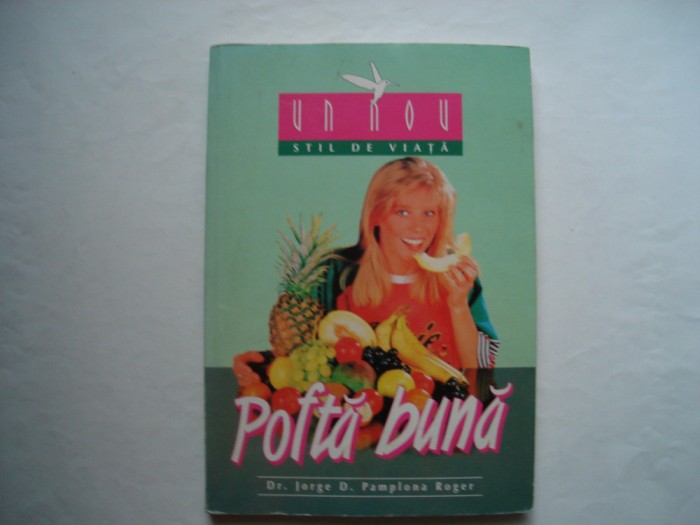 UN NOU
STIL DE VIAȚĂ
Poftă bună
Dr. Jorge D. Pamplona Roger